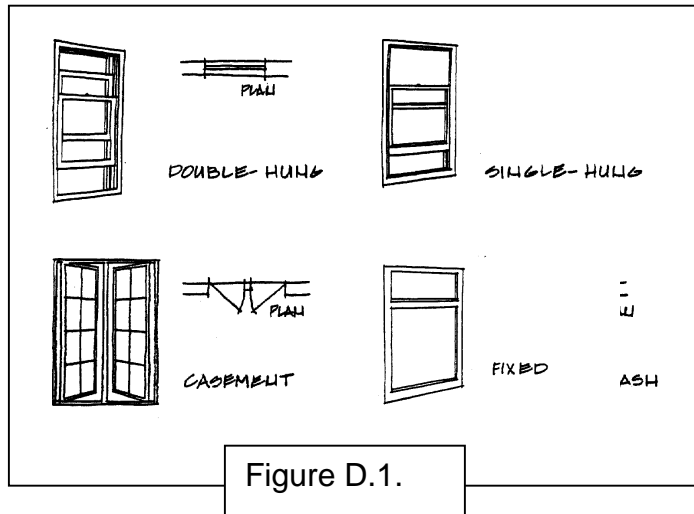 PLAN
DOUBLE-HUNG
SINGLE-HUNG
PLAN
CASEMENT
FIXED
ASH
Figure D.1.